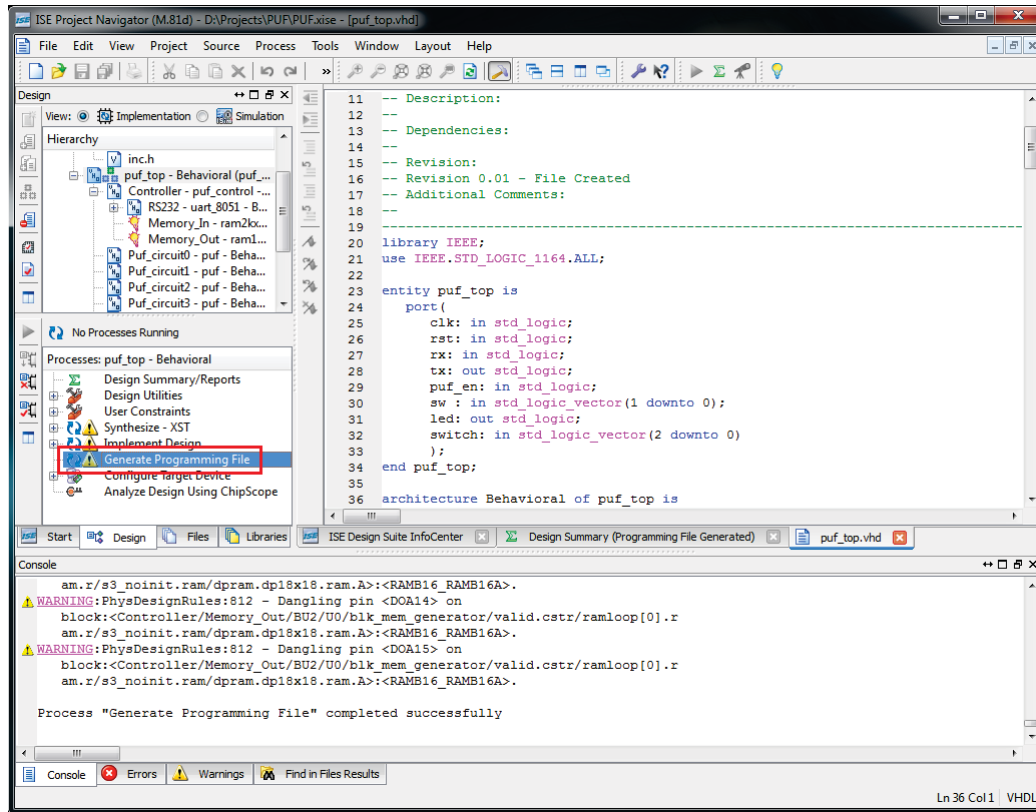 ISE Project Navigator (M.81d) - D:\Projects\PUF\PUF.xise - [puf_top.vhd]
File Edit View Project Source Process Tools Window Layout Help
Design
View: Implementation Simulation
Hierarchy
inc.h
puf_top - Behavioral (puf_...
Controller - puf_control -...
RS232 - uart_8051 - B...
Memory_In - ram2kx...
Memory_Out - ram1...
Puf_circuit0 - puf - Beha...
Puf_circuit1 - puf - Beha...
Puf_circuit2 - puf - Beha...
Puf_circuit3 - puf - Beha...
No Processes Running
Processes: puf_top - Behavioral
Design Summary/Reports
Design Utilities
User Constraints
Synthesize - XST
Implement Design
Generate Programming File
Configure Target Device
Analyze Design Using ChipScope
Start Design Files Libraries
11 -- Description:
12 --
13 -- Dependencies:
14 --
15 -- Revision:
16 -- Revision 0.01 - File Created
17 -- Additional Comments:
18 --
19 --------------------------------------------------------------------------------
20 library IEEE;
21 use IEEE.STD_LOGIC_1164.ALL;
22
23 entity puf_top is
24 port(
25 clk: in std_logic;
26 rst: in std_logic;
27 rx: in std_logic;
28 tx: out std_logic;
29 puf_en: in std_logic;
30 sw : in std_logic_vector(1 downto 0);
31 led: out std_logic;
32 switch: in std_logic_vector(2 downto 0)
33 );
34 end puf_top;
35
36 architecture Behavioral of puf_top is
ISE Design Suite InfoCenter Design Summary (Programming File Generated) puf_top.vhd
Console
am.r/s3_noinit.ram/dpram.dp18x18.ram.A>:<RAMB16_RAMB16A>.
WARNING:PhysDesignRules:812 - Dangling pin <DOA14> on
block:<Controller/Memory_Out/BU2/U0/blk_mem_generator/valid.cstr/ramloop[0].r
am.r/s3_noinit.ram/dpram.dp18x18.ram.A>:<RAMB16_RAMB16A>.
WARNING:PhysDesignRules:812 - Dangling pin <DOA15> on
block:<Controller/Memory_Out/BU2/U0/blk_mem_generator/valid.cstr/ramloop[0].r
am.r/s3_noinit.ram/dpram.dp18x18.ram.A>:<RAMB16_RAMB16A>.
Process "Generate Programming File" completed successfully
Console Errors Warnings Find in Files Results
Ln 36 Col 1 VHDL